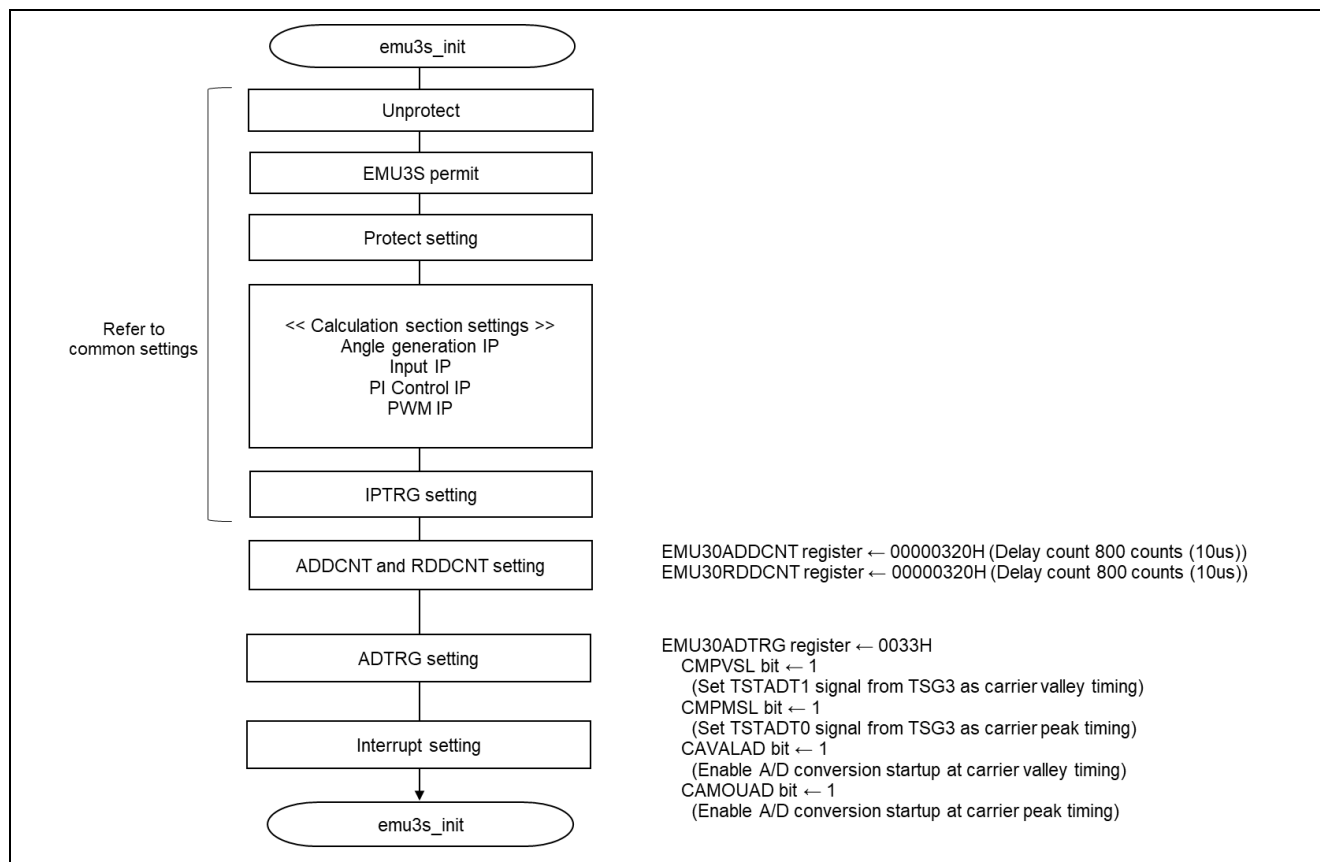 emu3s_init
Unprotect
EMU3S permit
Protect setting
Refer to
common settings
<< Calculation section settings >>
Angle generation IP
Input IP
PI Control IP
PWM IP
IPTRG setting
ADDCNT and RDDCNT setting
EMU30ADDCNT register ← 00000320H (Delay count 800 counts (10us))
EMU30RDDCNT register ← 00000320H (Delay count 800 counts (10us))
ADTRG setting
EMU30ADTRG register ← 0033H
CMPVSL bit ← 1
(Set TSTADT1 signal from TSG3 as carrier valley timing)
CMPMSL bit ← 1
(Set TSTADT0 signal from TSG3 as carrier peak timing)
CAVALAD bit ← 1
(Enable A/D conversion startup at carrier valley timing)
CAMOUAD bit ← 1
(Enable A/D conversion startup at carrier peak timing)
Interrupt setting
emu3s_init